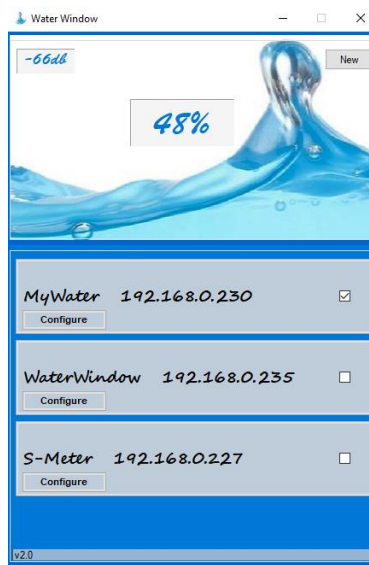 Water Window
-66db
New
48%
MyWater 192.168.0.230
Configure
WaterWindow 192.168.0.235
Configure
S-Meter 192.168.0.227
Configure
v2.0